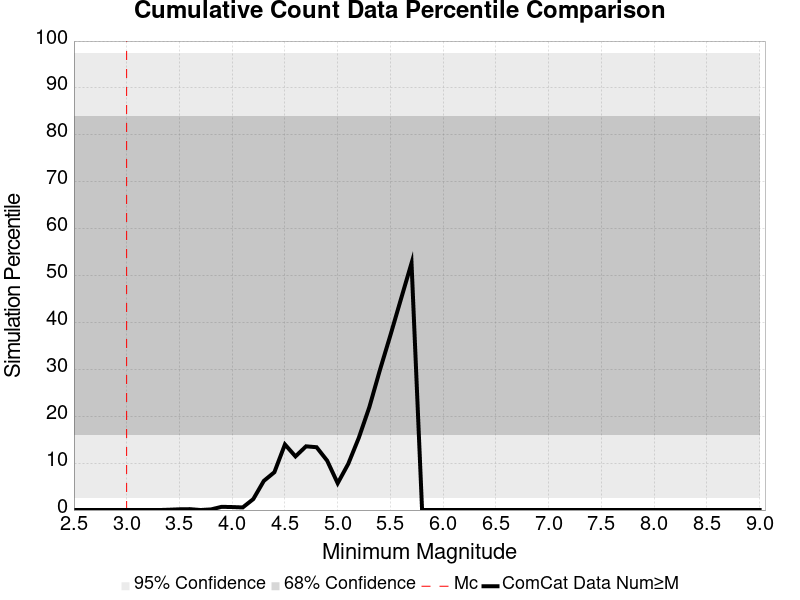 Cumulative Count Data Percentile Comparison
100
90
80
70
60
50
40
30
20
10
0
Simulation Percentile
2.5 3.0 3.5 4.0 4.5 5.0 5.5 6.0 6.5 7.0 7.5 8.0 8.5 9.0
Minimum Magnitude
95% Confidence 68% Confidence Mc ComCat Data Num≥M